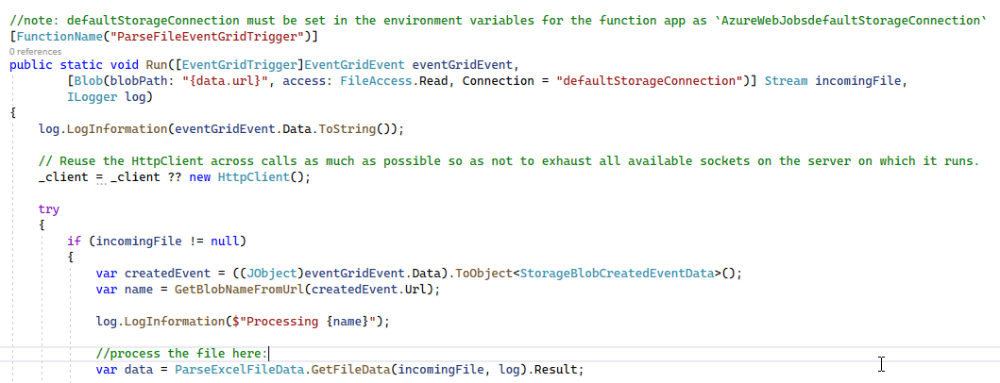 //note: defaultStorageConnection must be set in the environment variables for the function app as `AzureWebJobsdefaultStorageConnection`
[FunctionName("ParseFileEventGridTrigger")]
0 references
public static void Run([EventGridTrigger]EventGridEvent eventGridEvent,
[Blob(blobPath: "{data.url}", access: FileAccess.Read, Connection = "defaultStorageConnection")] Stream incomingFile,
ILogger log)
{
log.LogInformation(eventGridEvent.Data.ToString());
// Reuse the HttpClient across calls as much as possible so as not to exhaust all available sockets on the server on which it runs.
_client = _client ?? new HttpClient();
try
{
if (incomingFile != null)
{
var createdEvent = ((JObject)eventGridEvent.Data).ToObject<StorageBlobCreatedEventData>();
var name = GetBlobNameFromUrl(createdEvent.Url);
log.LogInformation($"Processing {name}");
//process the file here:
var data = ParseExcelFileData.GetFileData(incomingFile, log).Result;